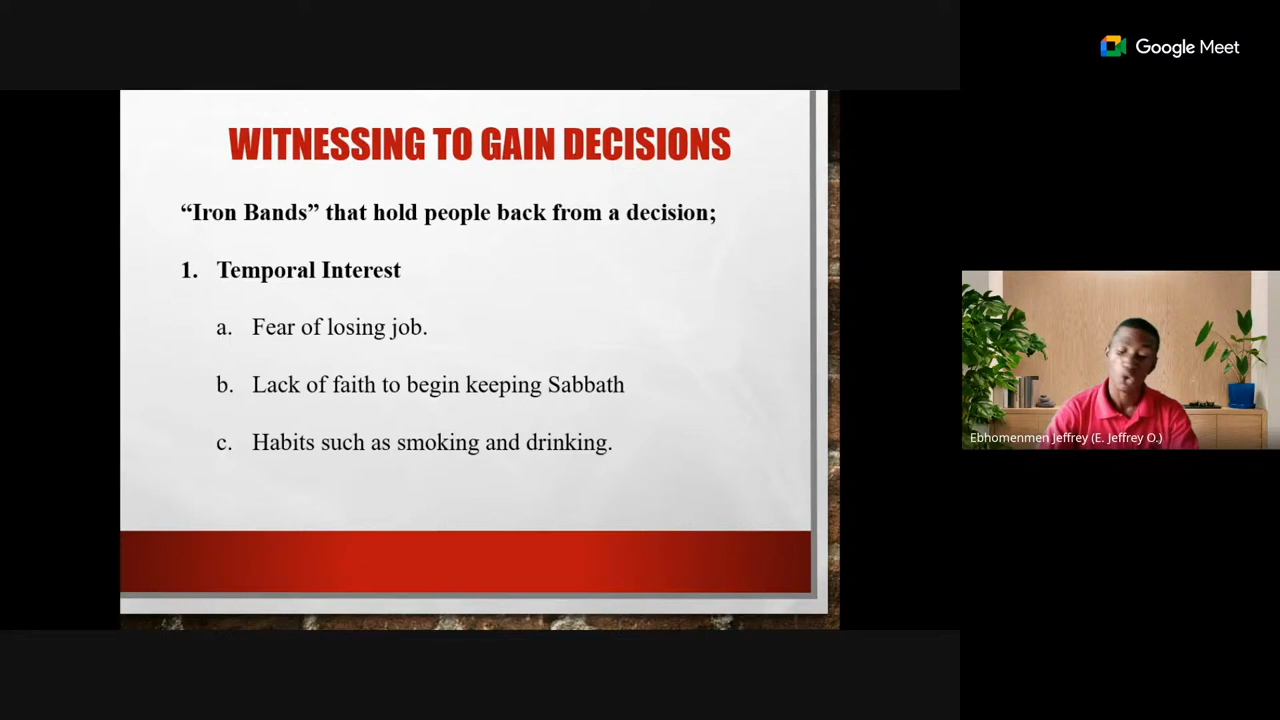 Google Meet
WITNESSING TO GAIN DECISIONS
“Iron Bands” that hold people back from a decision;
1. Temporal Interest
a. Fear of losing job.
b. Lack of faith to begin keeping Sabbath
c. Habits such as smoking and drinking.
Ebhomenmen Jeffrey (E. Jeffrey O.)